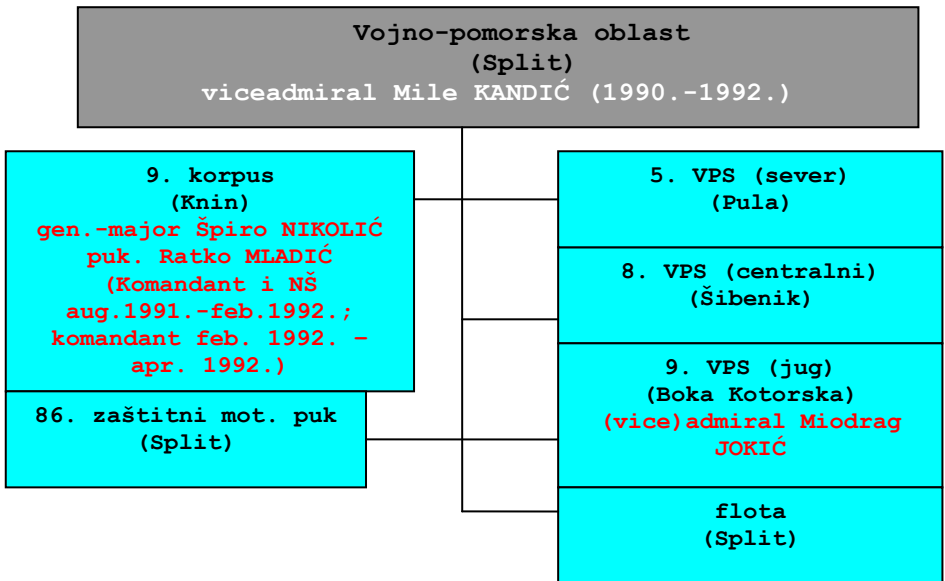 Vojno-pomorska oblast
(Split)
viceadmiral Mile KANDIĆ (1990.-1992.)
9. korpus
(Knin)
gen.-major Špiro NIKOLIĆ
puk. Ratko MLADIĆ
(Komandant i NŠ
aug.1991.-feb.1992.;
komandant feb. 1992. –
apr. 1992.)
86. zaštitni mot. puk
(Split)
5. VPS (sever)
(Pula)
8. VPS (centralni)
(Šibenik)
9. VPS (jug)
(Boka Kotorska)
(vice)admiral Miodrag
JOKIĆ
flota
(Split)